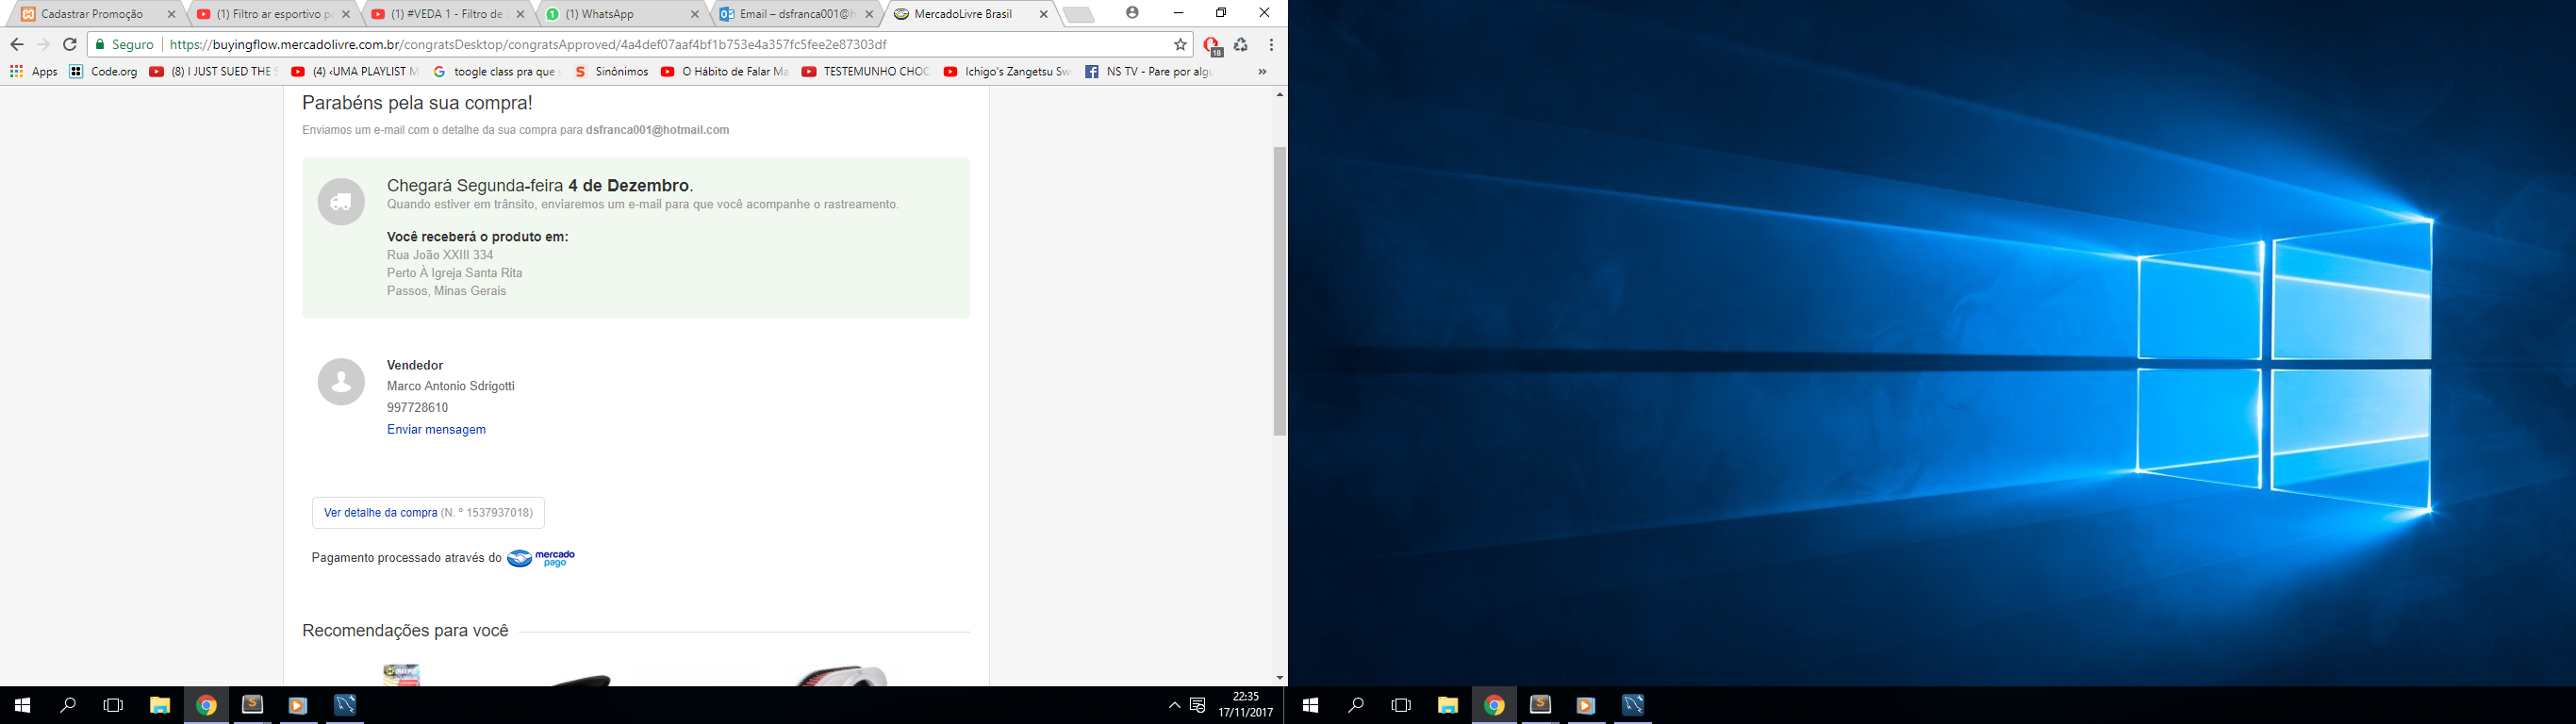 Cadastrar Promoção
(1) Filtro ar esportivo pa
(1) #VEDA 1 - Filtro de
(1) WhatsApp
Email – dsfranca001@h
MercadoLivre Brasil
Seguro
https://buyingflow.mercadolivre.com.br/congratsDesktop/congratsApproved/4a4def07aaf4bf1b753e4a357fc5fee2e87303df
18
Apps
Code.org
(8) I JUST SUED THE S
(4) ‹UMA PLAYLIST M
toogle class pra que
Sinônimos
O Hábito de Falar Ma
TESTEMUNHO CHOC
Ichigo's Zangetsu Sw
NS TV - Pare por algu
»
Parabéns pela sua compra!
Enviamos um e-mail com o detalhe da sua compra para dsfranca001@hotmail.com
Chegará Segunda-feira 4 de Dezembro.
Quando estiver em trânsito, enviaremos um e-mail para que você acompanhe o rastreamento.
Você receberá o produto em:
Rua João XXIII 334
Perto À Igreja Santa Rita
Passos, Minas Gerais
Vendedor
Marco Antonio Sdrigotti
997728610
Enviar mensagem
Ver detalhe da compra (N. º 1537937018)
Pagamento processado através do mercado pago
Recomendações para você
22:35
17/11/2017